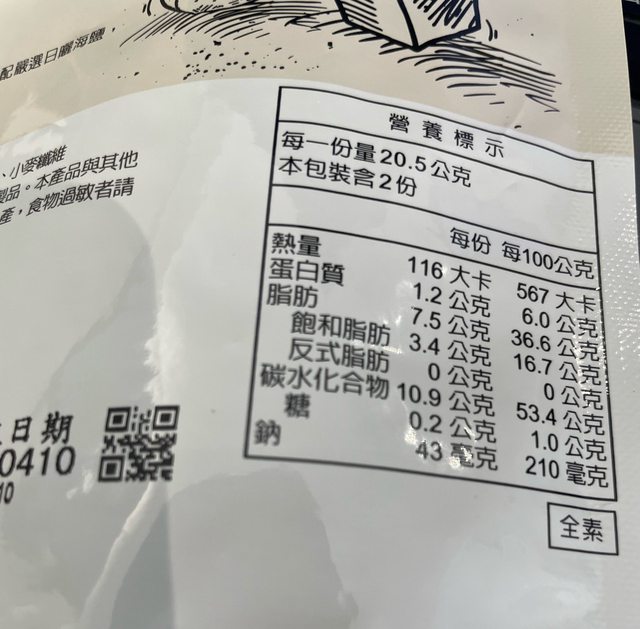 配嚴選日曬海鹽，
、小麥纖維
製品。本產品與其他
產，食物過敏者請
營養標示
每一份量20.5公克
本包裝含2份
每份 每100公克
熱量 116 大卡 567 大卡
蛋白質 1.2 公克 6.0 公克
脂肪 7.5 公克 36.6 公克
飽和脂肪 3.4 公克 16.7 公克
反式脂肪 0 公克 0 公克
碳水化合物 10.9 公克 53.4 公克
糖 0.2 公克 1.0 公克
鈉 43 毫克 210 毫克
全素
日期
0410
10